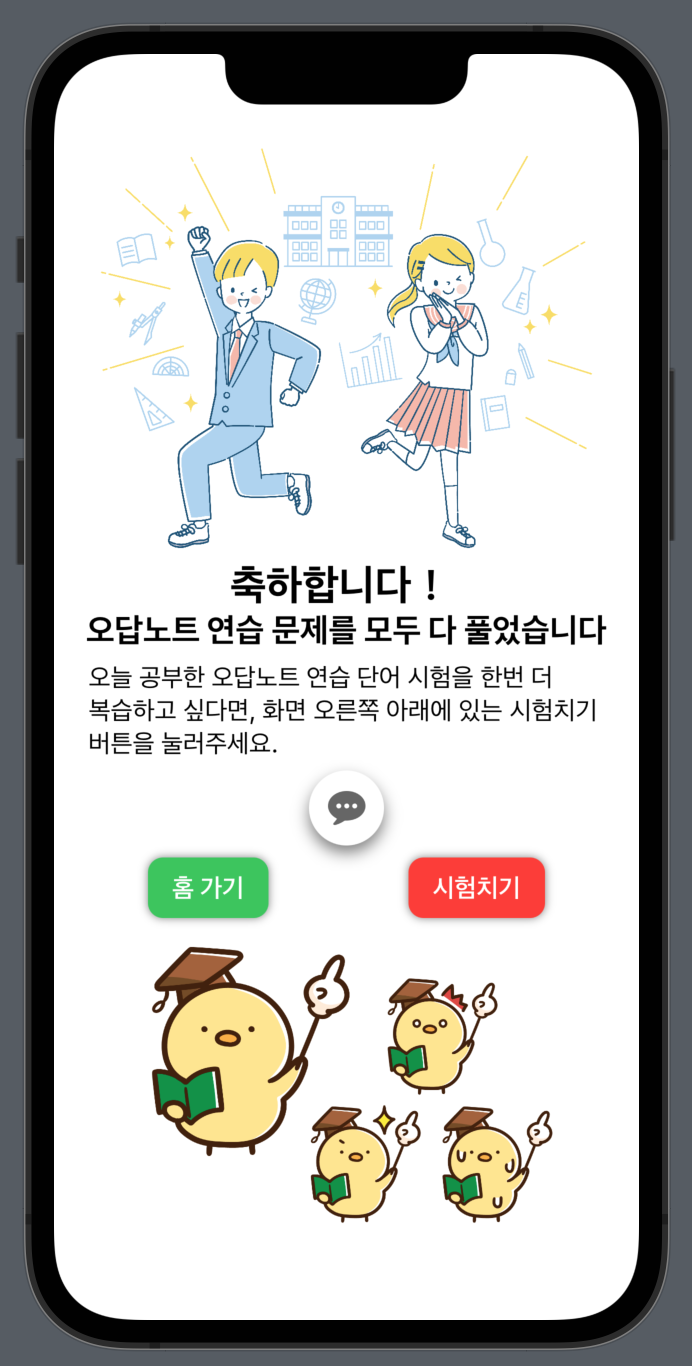 축하합니다 !
오답노트 연습 문제를 모두 다 풀었습니다
오늘 공부한 오답노트 연습 단어 시험을 한번 더
복습하고 싶다면, 화면 오른쪽 아래에 있는 시험치기
버튼을 눌러주세요.
홈 가기
시험치기